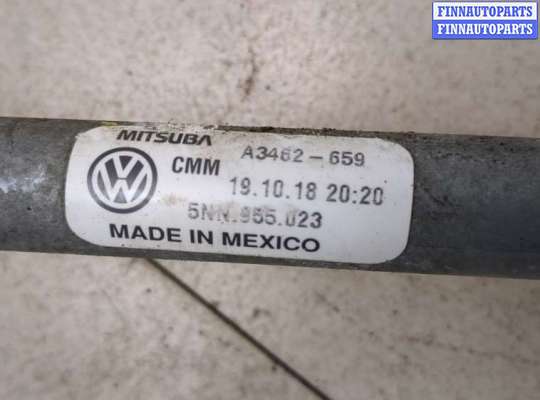 FINNAUTOPARTS
FINNAUTOPARTS
MITSUBA
CMM A3462-659
19.10.18 20:20
5NN.955.023
MADE IN MEXICO